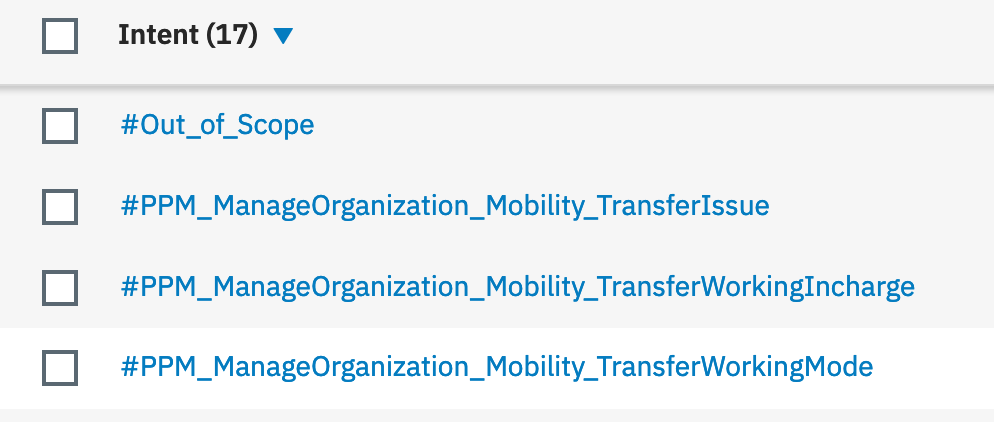 Intent (17)
#Out_of_Scope
#PPM_ManageOrganization_Mobility_TransferIssue
#PPM_ManageOrganization_Mobility_TransferWorkingIncharge
#PPM_ManageOrganization_Mobility_TransferWorkingMode